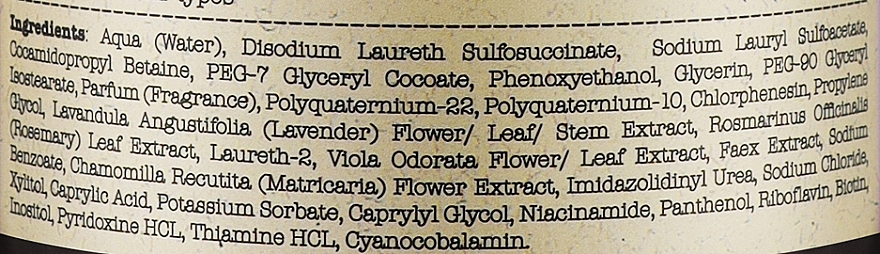 types
Ingredients: Aqua (Water), Disodium Laureth Sulfosuccinate, Sodium Lauryl Sulfoacetate,
Cocamidopropyl Betaine, PEG-7 Glyceryl Cocoate, Phenoxyethanol, Glycerin, PEG-90 Glyceryl
Isostearate, Parfum (Fragrance), Polyquaternium-22, Polyquaternium-10, Chlorphenesin, Propylene
Glycol, Lavandula Angustifolia (Lavender) Flower/ Leaf/ Stem Extract, Rosmarinus Officinalis
(Rosemary) Leaf Extract, Laureth-2, Viola Odorata Flower/ Leaf Extract, Faex Extract, Sodium
Benzoate, Chamomilla Recutita (Matricaria) Flower Extract, Imidazolidinyl Urea, Sodium Chloride,
Xylitol, Caprylic Acid, Potassium Sorbate, Caprylyl Glycol, Niacinamide, Panthenol, Riboflavin, Biotin,
Inositol, Pyridoxine HCL, Thiamine HCL, Cyanocobalamin.